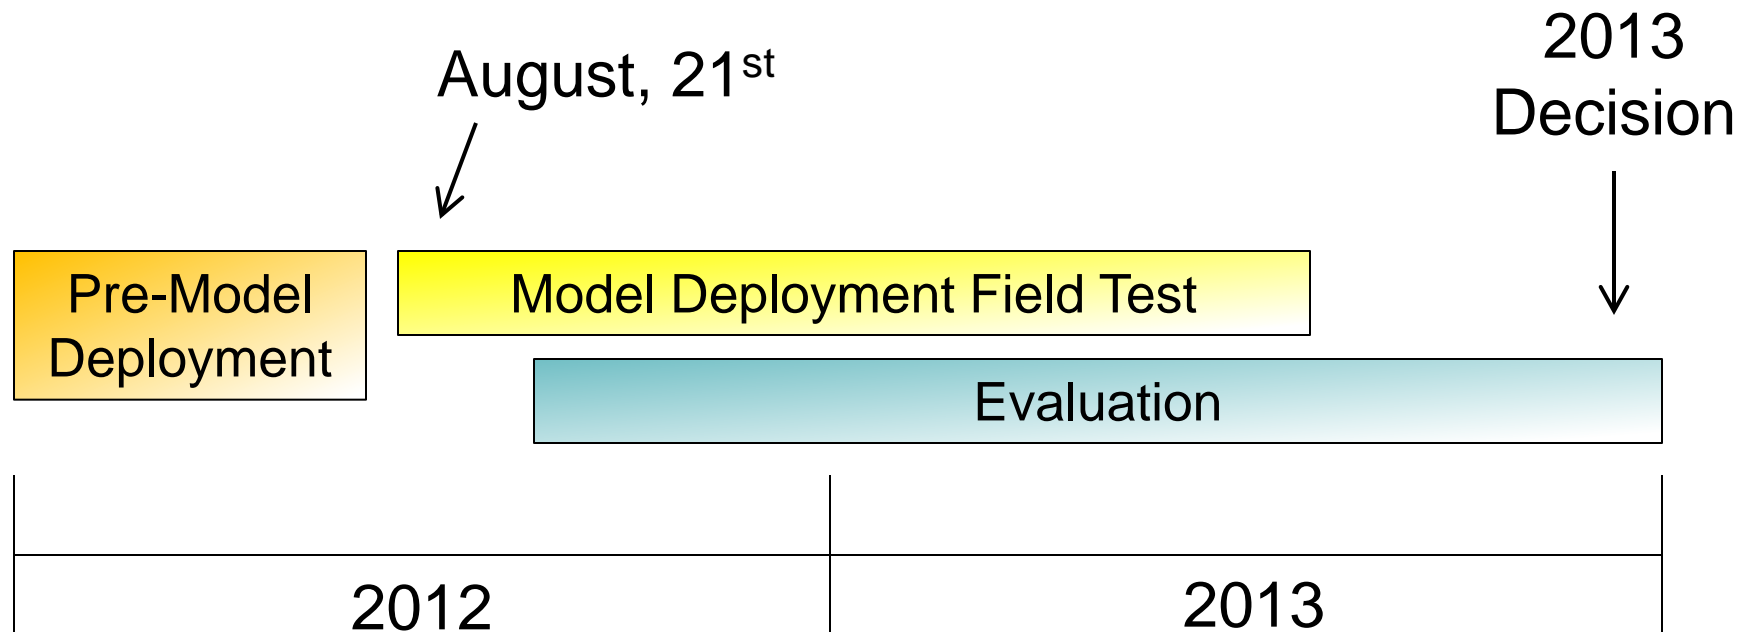 August, 21st
2013
Decision
Pre-Model
Deployment
Model Deployment Field Test
Evaluation
2012
2013